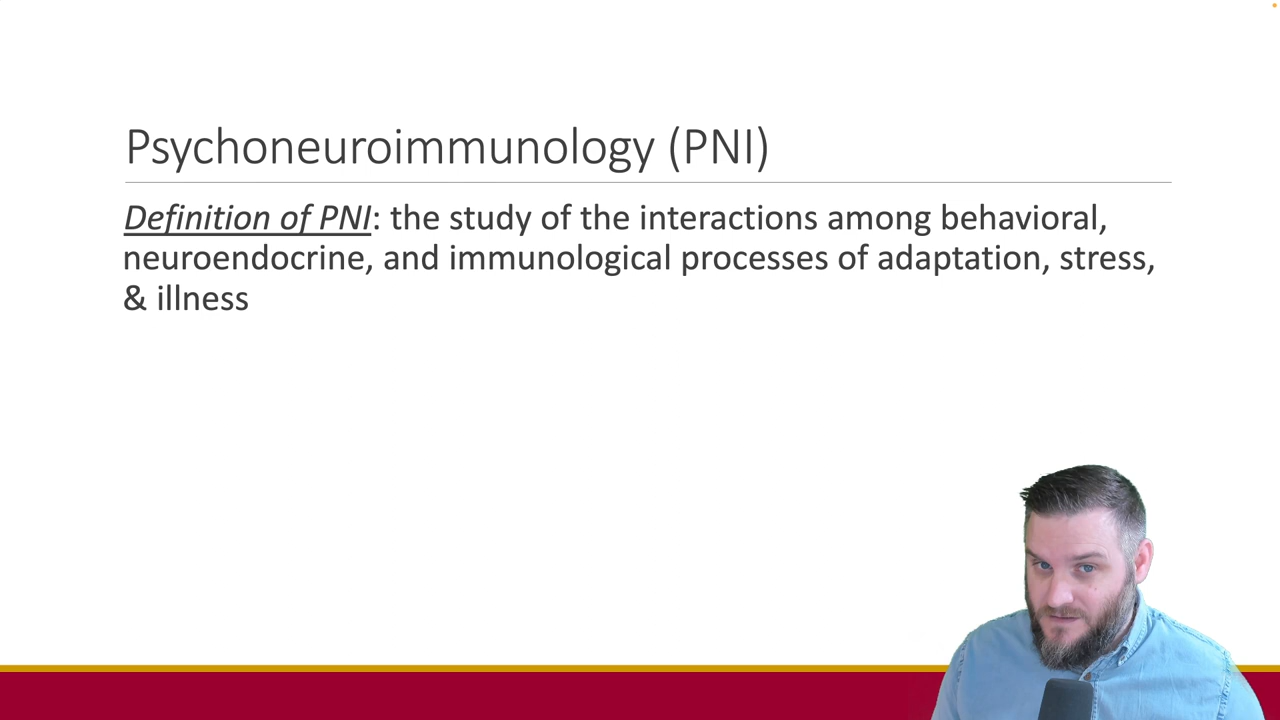 Psychoneuroimmunology (PNI)
Definition of PNI: the study of the interactions among behavioral,
neuroendocrine, and immunological processes of adaptation, stress,
& illness